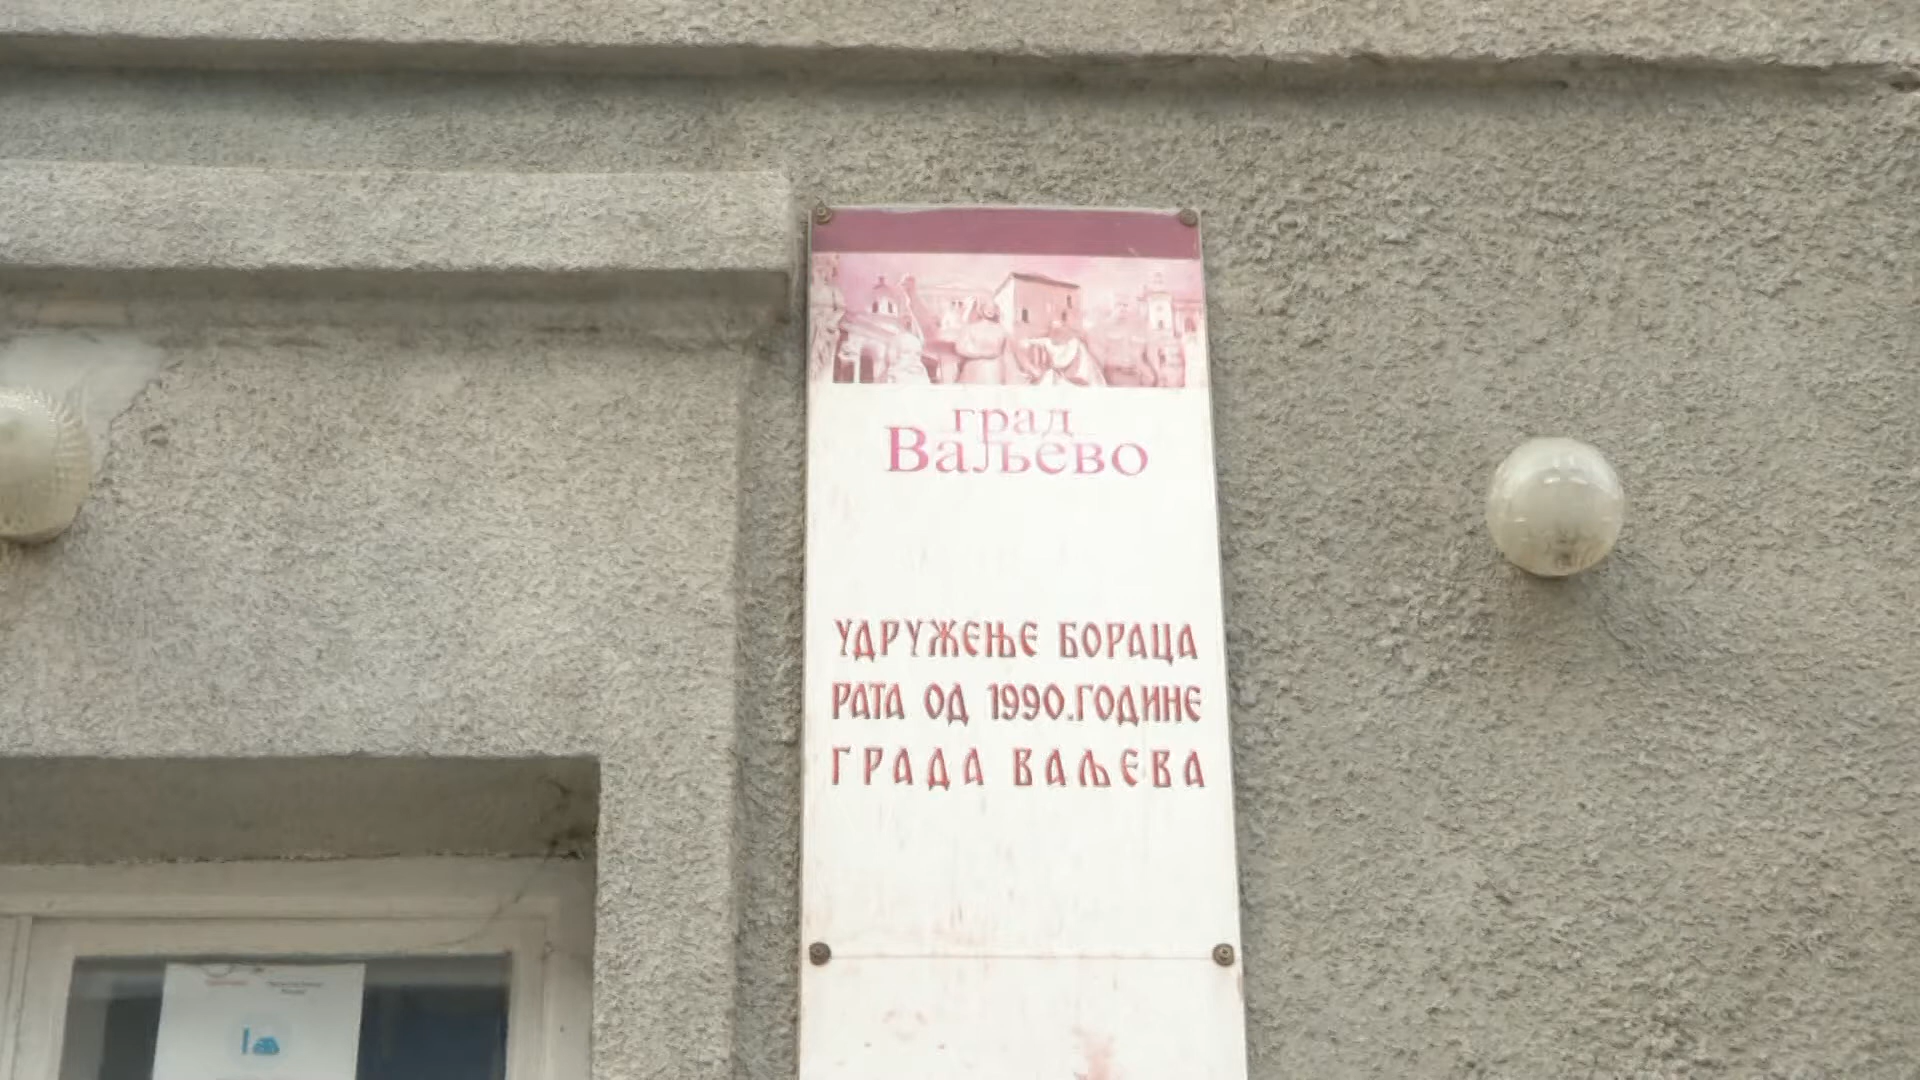 град
Ваљево
УДРУЖЕЊЕ БОРАЦА
РАТА ОД 1990.ГОДИНЕ
ГРАДА ВАЉЕВА